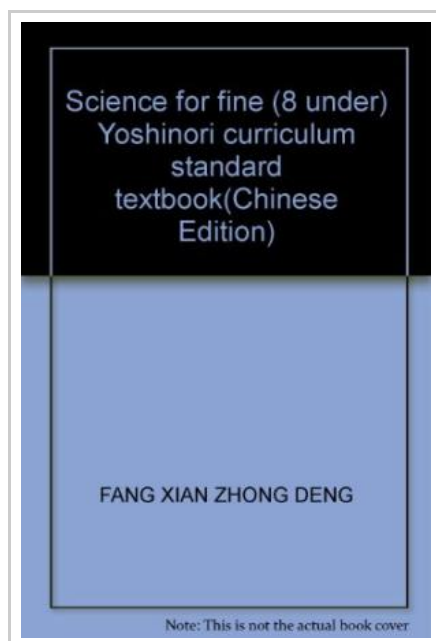 Science for fine (8 under)
Yoshinori curriculum
standard
textbook(Chinese
Edition)
FANG XIAN ZHONG DENG
Note: This is not the actual book cover